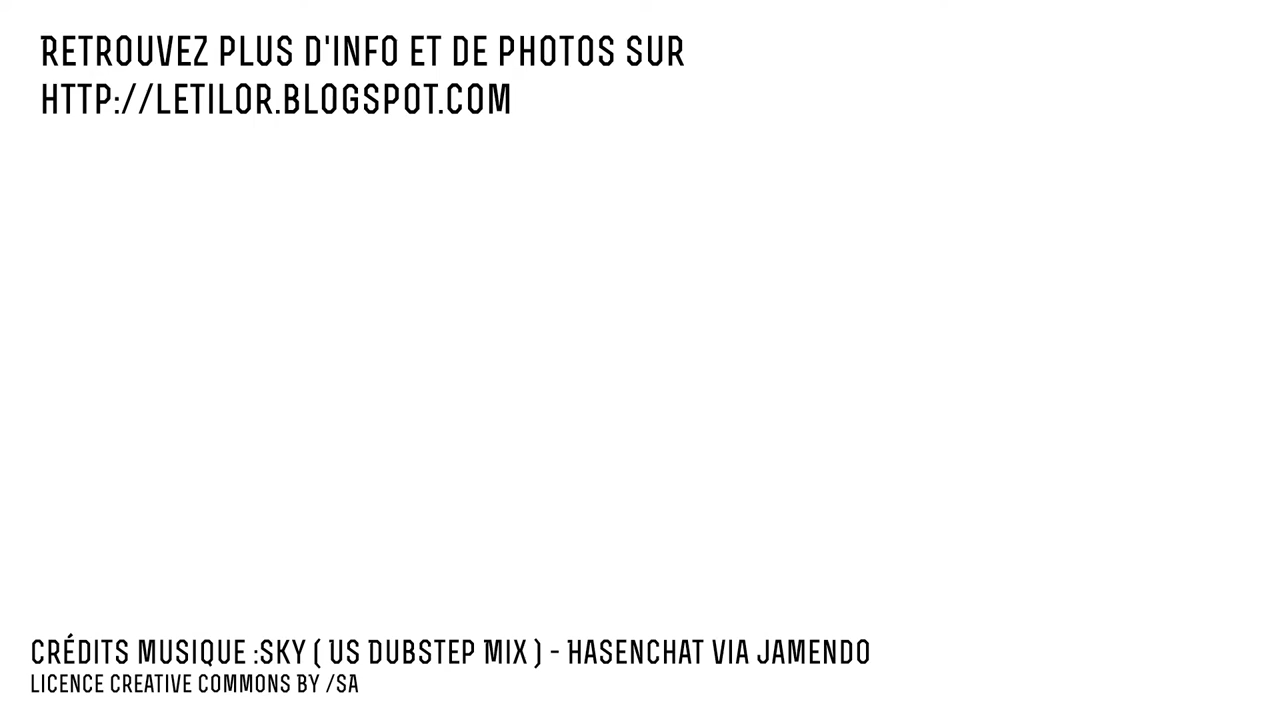 RETROUVEZ PLUS D'INFO ET DE PHOTOS SUR
HTTP://LETILOR.BLOGSPOT.COM
CRÉDITS MUSIQUE :SKY ( US DUBSTEP MIX ) - HASENCHAT VIA JAMENDO
LICENCE CREATIVE COMMONS BY /SA